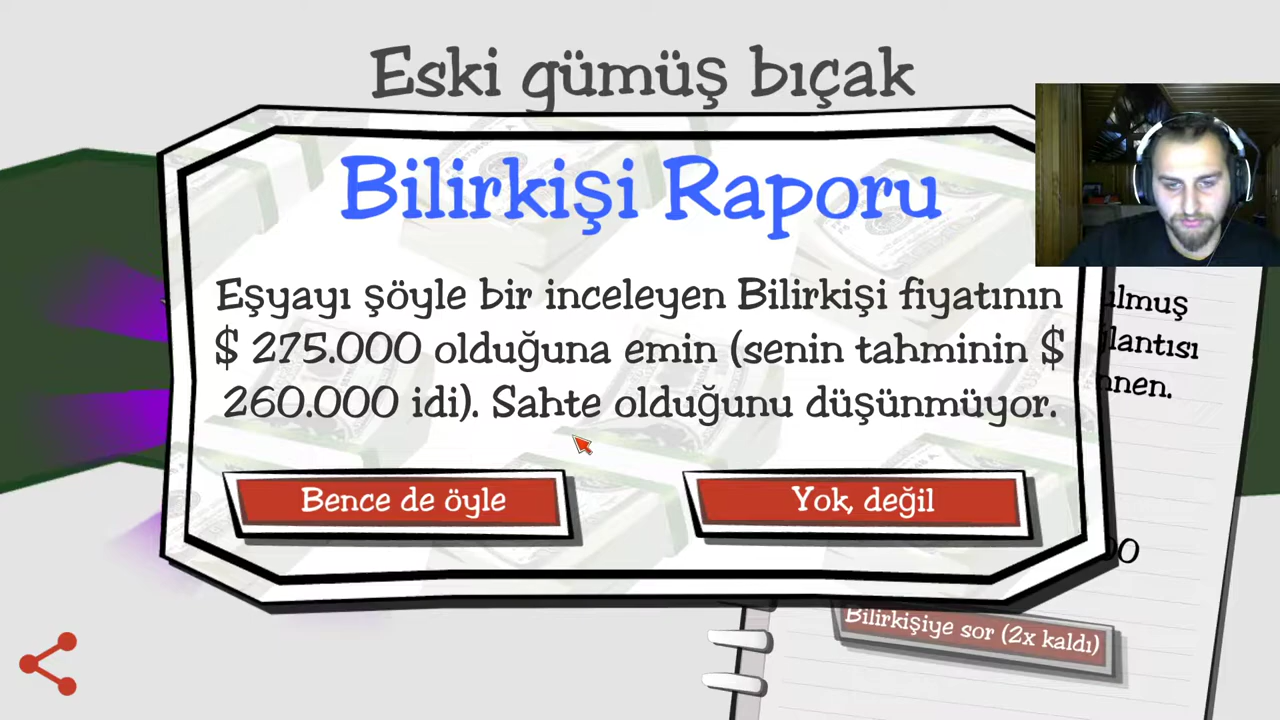 Eski gümüş bıçak
Bilirkişi Raporu
Eşyayı şöyle bir inceleyen Bilirkişi fiyatının
$ 275.000 olduğuna emin (senin tahminin $
260.000 idi). Sahte olduğunu düşünmüyor.
Bence de öyle
Yok, değil
Bilirkişiye sor (2x kaldı)